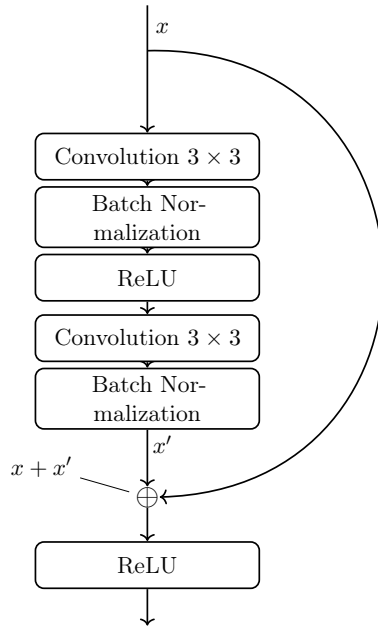 x
Convolution 3 × 3
Batch Nor-
malization
ReLU
Convolution 3 × 3
Batch Nor-
malization
x′
x + x′
ReLU